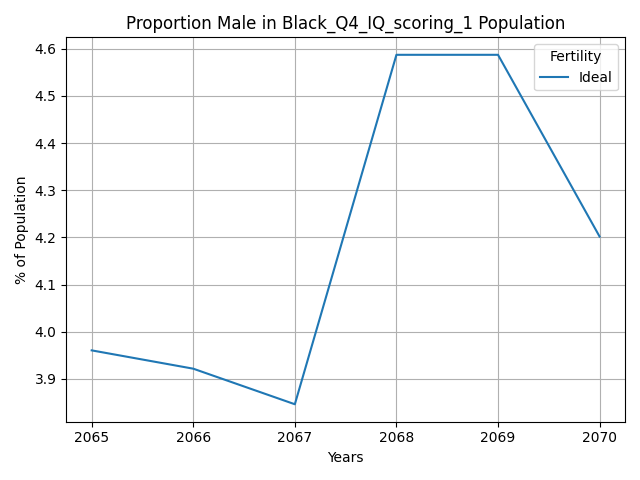 Proportion Male in Black_Q4_IQ_scoring_1 Population
Fertility
Ideal
4.6
4.5
4.4
4.3
4.2
4.1
4.0
3.9
% of Population
2065 2066 2067 2068 2069 2070
Years